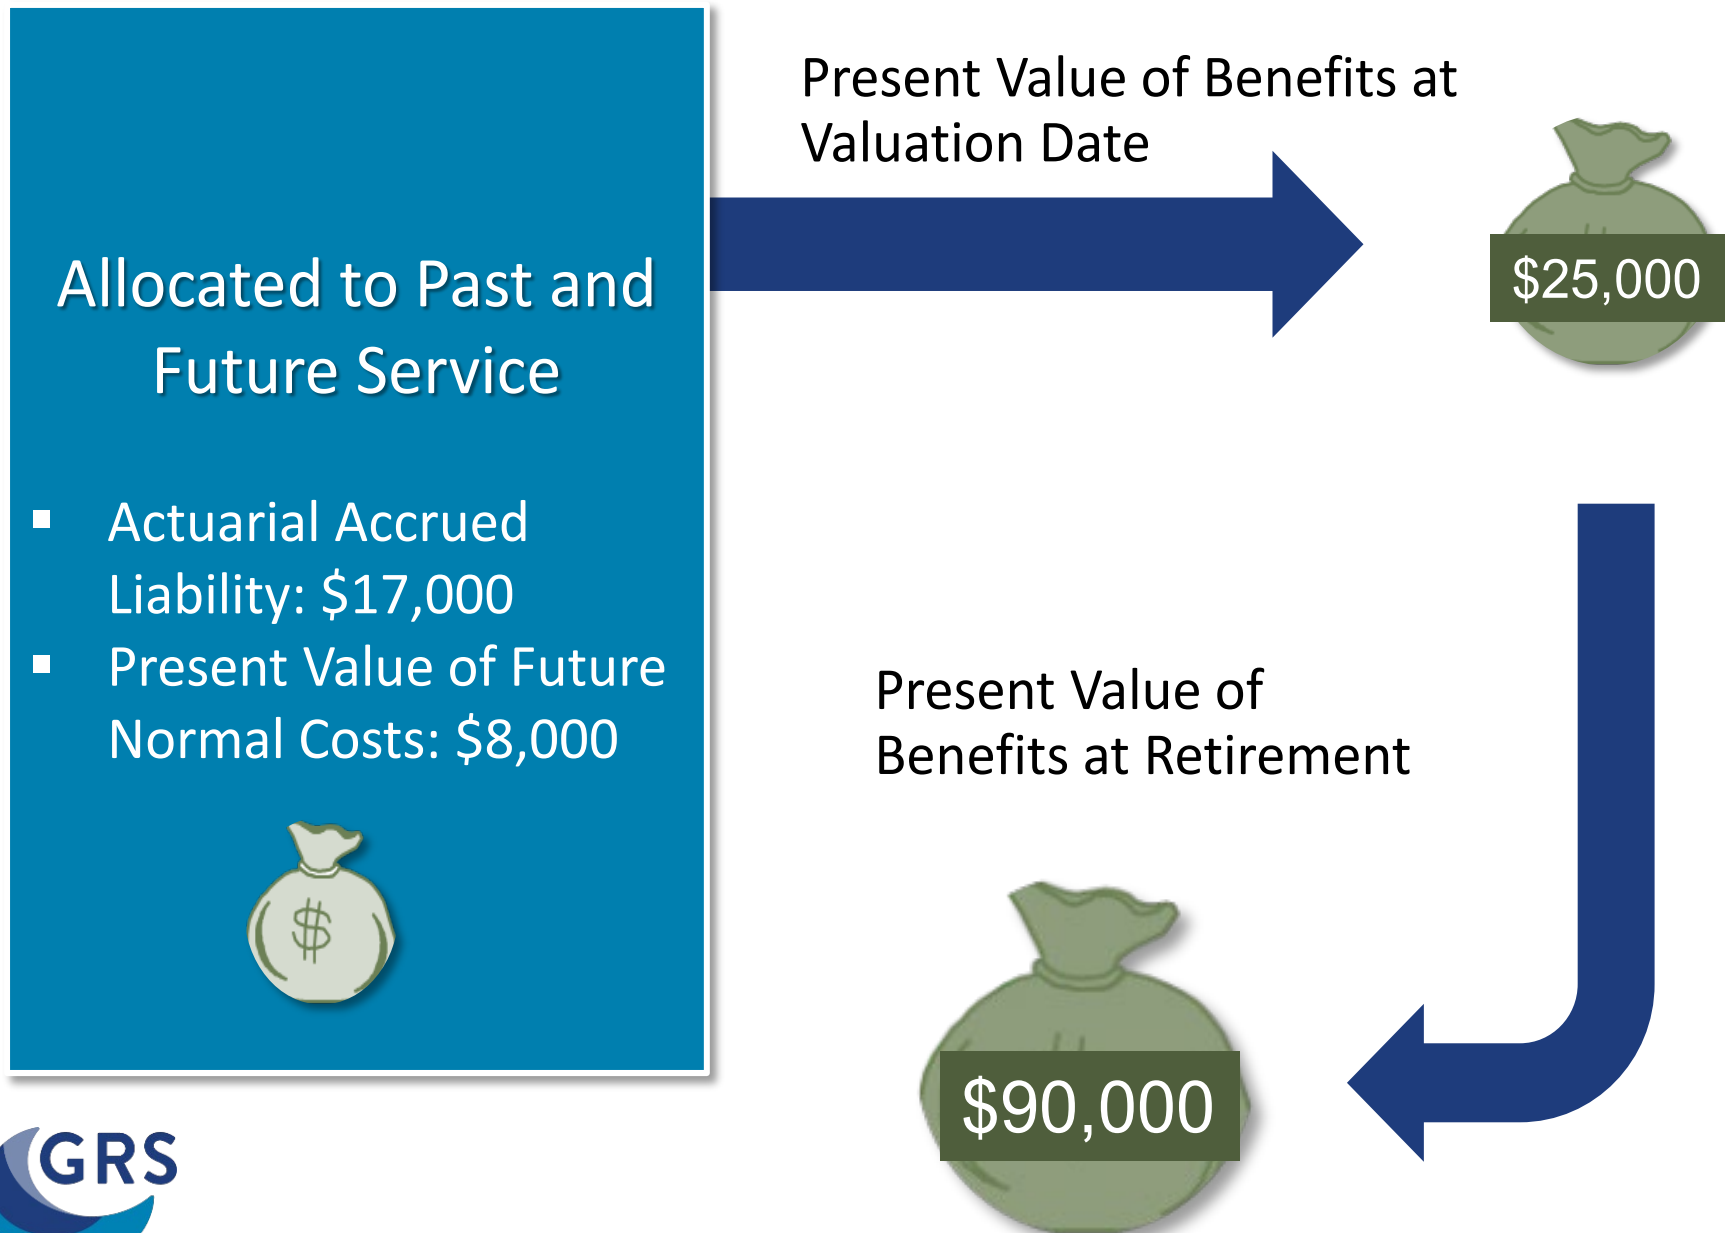 Allocated to Past and
Future Service
▪ Actuarial Accrued
Liability: $17,000
▪ Present Value of Future
Normal Costs: $8,000
$
Present Value of Benefits at
Valuation Date
$25,000
Present Value of
Benefits at Retirement
$90,000
GRS